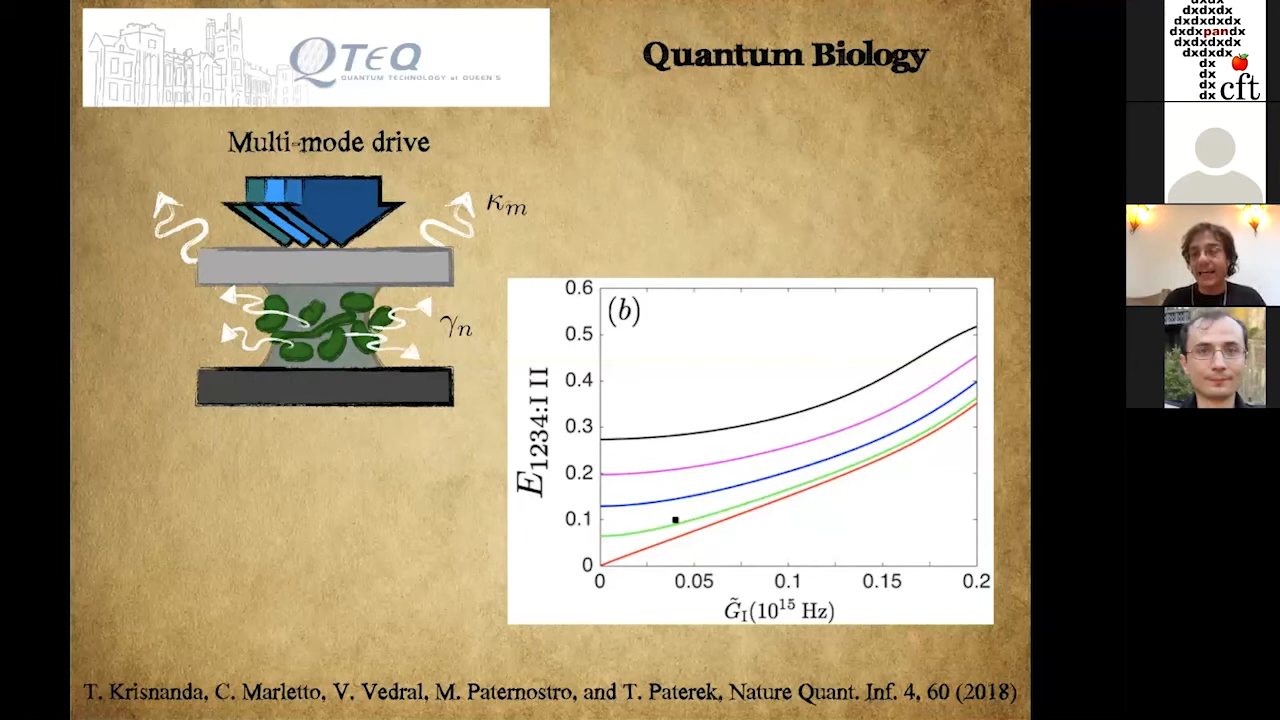 QTEQ
QUANTUM TECHNOLOGY at QUEEN'S
Quantum Biology
Multi-mode drive
κm
γn
(b)
E1234:I II
0.6
0.5
0.4
0.3
0.2
0.1
0
0 0.05 0.1 0.15 0.2
G̃I(10¹⁵ Hz)
T. Krisnanda, C. Marletto, V. Vedral, M. Paternostro, and T. Paterek, Nature Quant. Inf. 4, 60 (2018)
dxdxdx
dxdxdxdx
dxdxpandx
dxdxdxdx
dxdxdx
dx
dx
dx
dx
cft